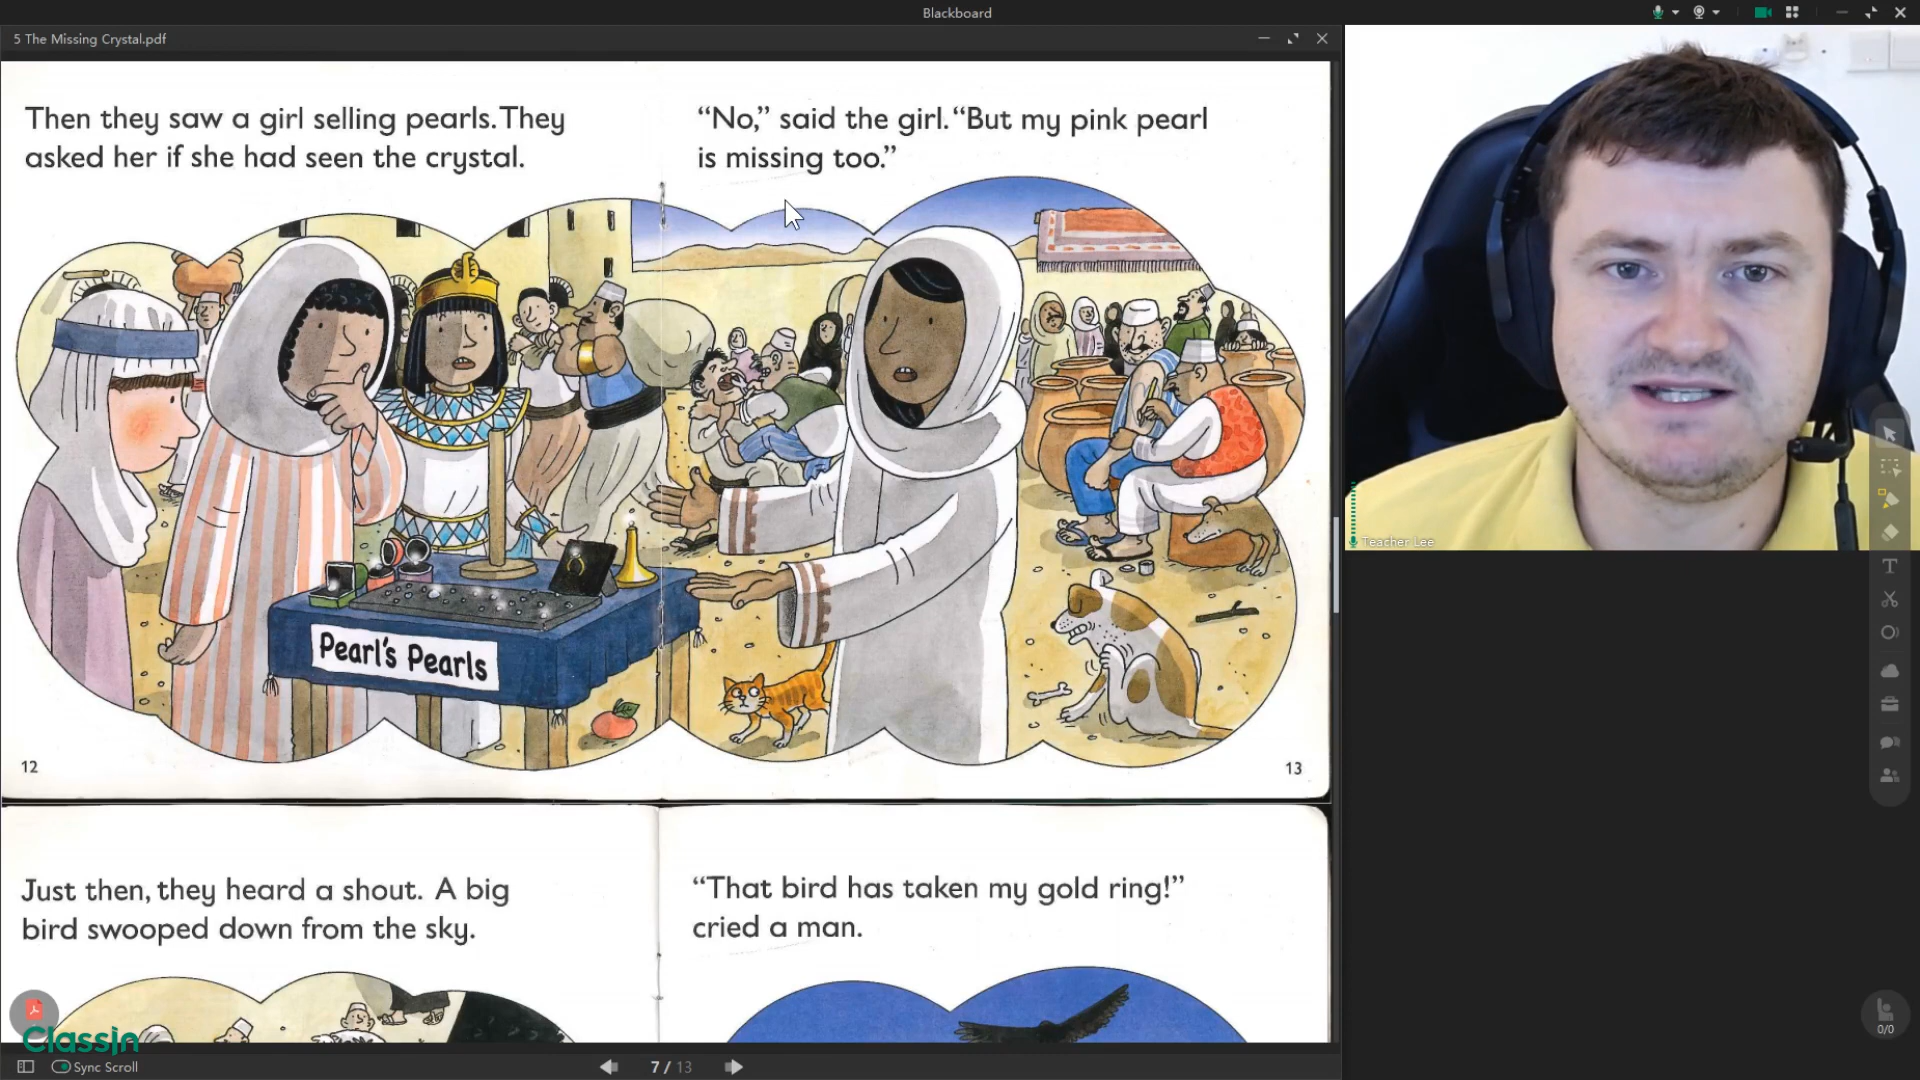 Blackboard
5 The Missing Crystal.pdf
Then they saw a girl selling pearls. They
asked her if she had seen the crystal.
“No,” said the girl. “But my pink pearl
is missing too.”
Pearl's Pearls
12
13
Just then, they heard a shout. A big
bird swooped down from the sky.
“That bird has taken my gold ring!”
cried a man.
Teacher Lee
T
0/0
ClassIn
Sync Scroll
7 / 13